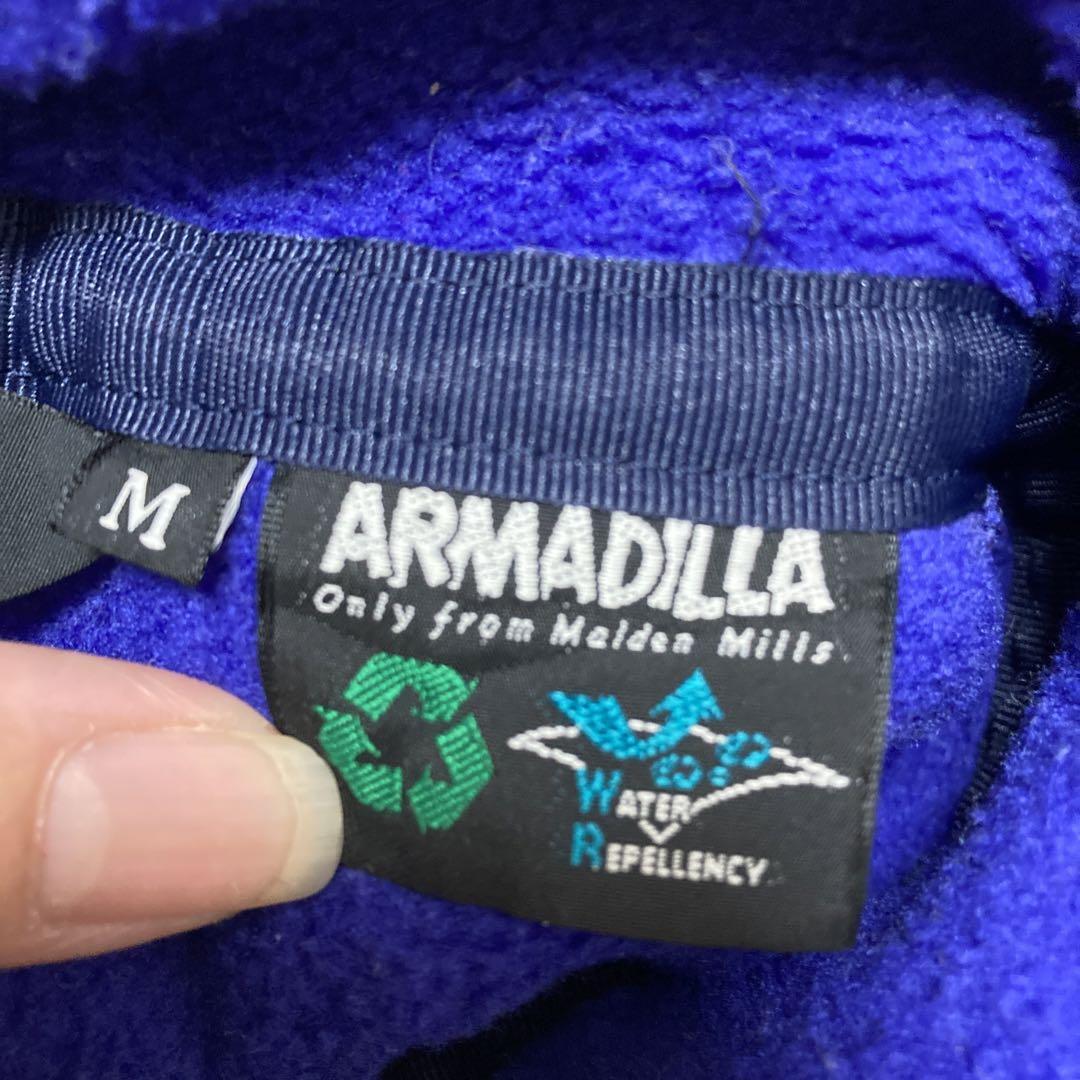 M
ARMADILLA
Only from Malden Mills
WATER
REPELLENCY